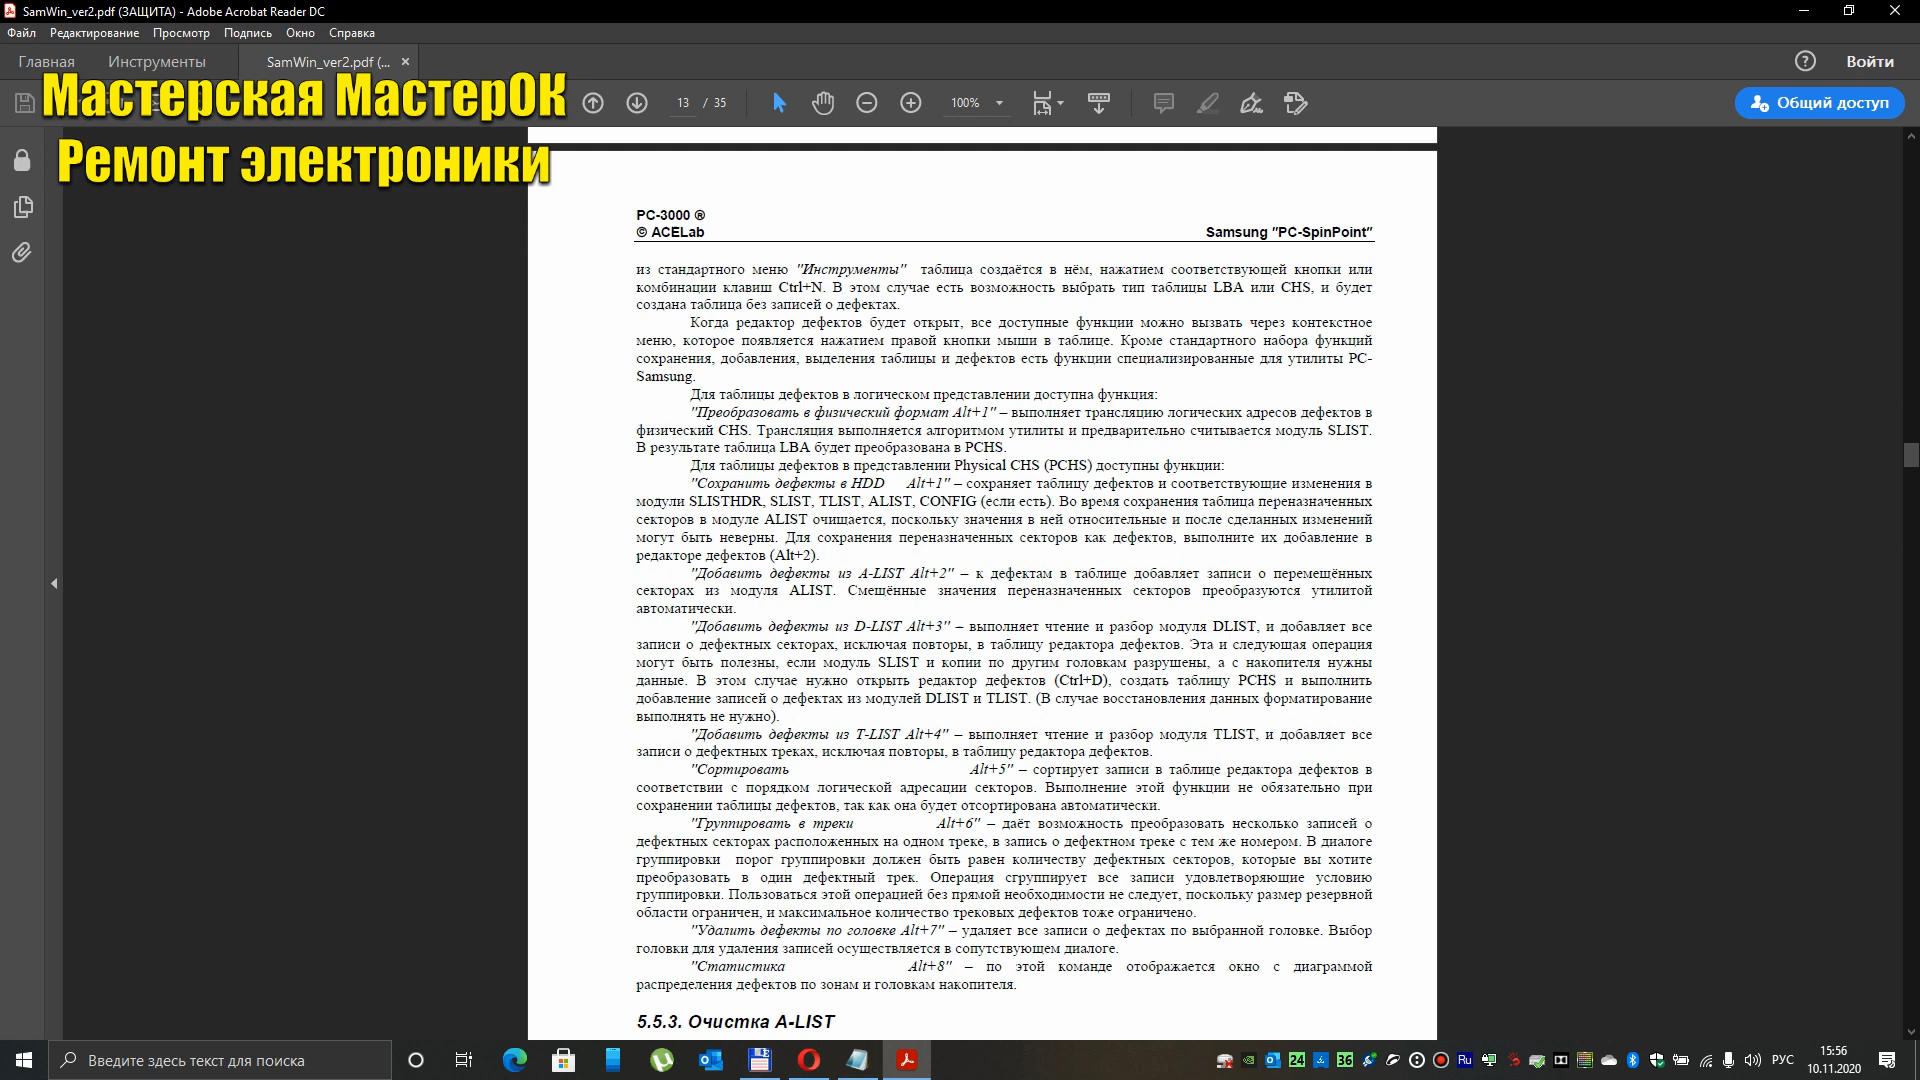 SamWin_ver2.pdf (ЗАЩИТА) - Adobe Acrobat Reader DC
Файл Редактирование Просмотр Подпись Окно Справка
Главная Инструменты SamWin_ver2.pdf (... × Войти
Мастерская МастерОК
Ремонт электроники
13 / 35 100% Общий доступ
PC-3000 ®
© ACELab Samsung "PC-SpinPoint"
из стандартного меню "Инструменты" таблица создаётся в нём, нажатием соответствующей кнопки или
комбинации клавиш Ctrl+N. В этом случае есть возможность выбрать тип таблицы LBA или CHS, и будет
создана таблица без записей о дефектах.
Когда редактор дефектов будет открыт, все доступные функции можно вызвать через контекстное
меню, которое появляется нажатием правой кнопки мыши в таблице. Кроме стандартного набора функций
сохранения, добавления, выделения таблицы и дефектов есть функции специализированные для утилиты PC-
Samsung.
Для таблицы дефектов в логическом представлении доступна функция:
"Преобразовать в физический формат Alt+1" – выполняет трансляцию логических адресов дефектов в
физический CHS. Трансляция выполняется алгоритмом утилиты и предварительно считывается модуль SLIST.
В результате таблица LBA будет преобразована в PCHS.
Для таблицы дефектов в представлении Physical CHS (PCHS) доступны функции:
"Сохранить дефекты в HDD Alt+1" – сохраняет таблицу дефектов и соответствующие изменения в
модули SLISTHDR, SLIST, TLIST, ALIST, CONFIG (если есть). Во время сохранения таблица переназначенных
секторов в модуле ALIST очищается, поскольку значения в ней относительные и после сделанных изменений
могут быть неверны. Для сохранения переназначенных секторов как дефектов, выполните их добавление в
редакторе дефектов (Alt+2).
"Добавить дефекты из A-LIST Alt+2" – к дефектам в таблице добавляет записи о перемещённых
секторах из модуля ALIST. Смещённые значения переназначенных секторов преобразуются утилитой
автоматически.
"Добавить дефекты из D-LIST Alt+3" – выполняет чтение и разбор модуля DLIST, и добавляет все
записи о дефектных секторах, исключая повторы, в таблицу редактора дефектов. Эта и следующая операция
могут быть полезны, если модуль SLIST и копии по другим головкам разрушены, а с накопителя нужны
данные. В этом случае нужно открыть редактор дефектов (Ctrl+D), создать таблицу PCHS и выполнить
добавление записей о дефектах из модулей DLIST и TLIST. (В случае восстановления данных форматирование
выполнять не нужно).
"Добавить дефекты из T-LIST Alt+4" – выполняет чтение и разбор модуля TLIST, и добавляет все
записи о дефектных треках, исключая повторы, в таблицу редактора дефектов.
"Сортировать Alt+5" – сортирует записи в таблице редактора дефектов в
соответствии с порядком логической адресации секторов. Выполнение этой функции не обязательно при
сохранении таблицы дефектов, так как она будет отсортирована автоматически.
"Группировать в треки Alt+6" – даёт возможность преобразовать несколько записей о
дефектных секторах расположенных на одном треке, в запись о дефектном треке с тем же номером. В диалоге
группировки порог группировки должен быть равен количеству дефектных секторов, которые вы хотите
преобразовать в один дефектный трек. Операция сгруппирует все записи удовлетворяющие условию
группировки. Пользоваться этой операцией без прямой необходимости не следует, поскольку размер резервной
области ограничен, и максимальное количество трековых дефектов тоже ограничено.
"Удалить дефекты по головке Alt+7" – удаляет все записи о дефектах по выбранной головке. Выбор
головки для удаления записей осуществляется в сопутствующем диалоге.
"Статистика Alt+8" – по этой команде отображается окно с диаграммой
распределения дефектов по зонам и головкам накопителя.
5.5.3. Очистка A-LIST
Введите здесь текст для поиска 24 36 Ru РУС 15:56
10.11.2020